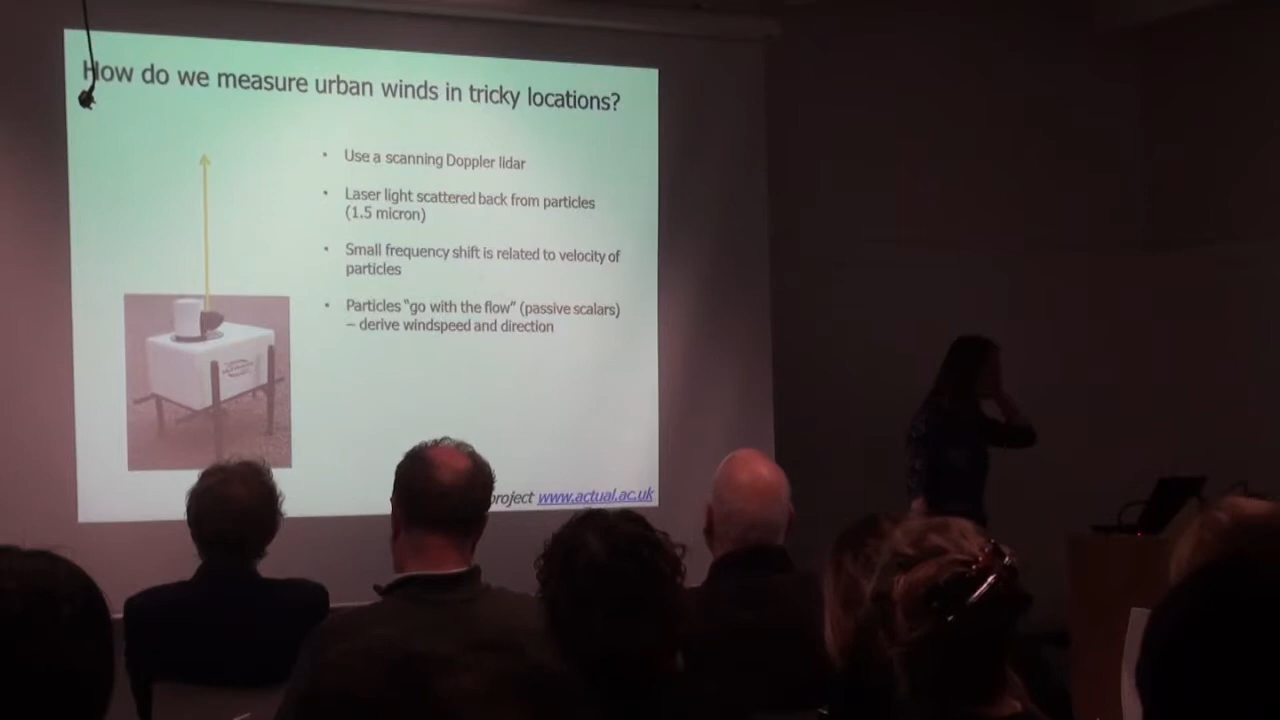 How do we measure urban winds in tricky locations?
• Use a scanning Doppler lidar
• Laser light scattered back from particles
(1.5 micron)
• Small frequency shift is related to velocity of
particles
• Particles “go with the flow” (passive scalars)
– derive windspeed and direction
project www.actual.ac.uk